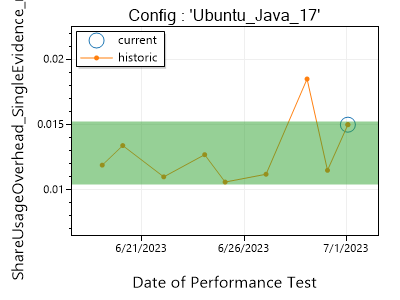 Config : 'Ubuntu_Java_17'
current
historic
0.02
0.015
0.01
ShareUsageOverhead_SingleEvidence_
6/21/2023
6/26/2023
7/1/2023
Date of Performance Test